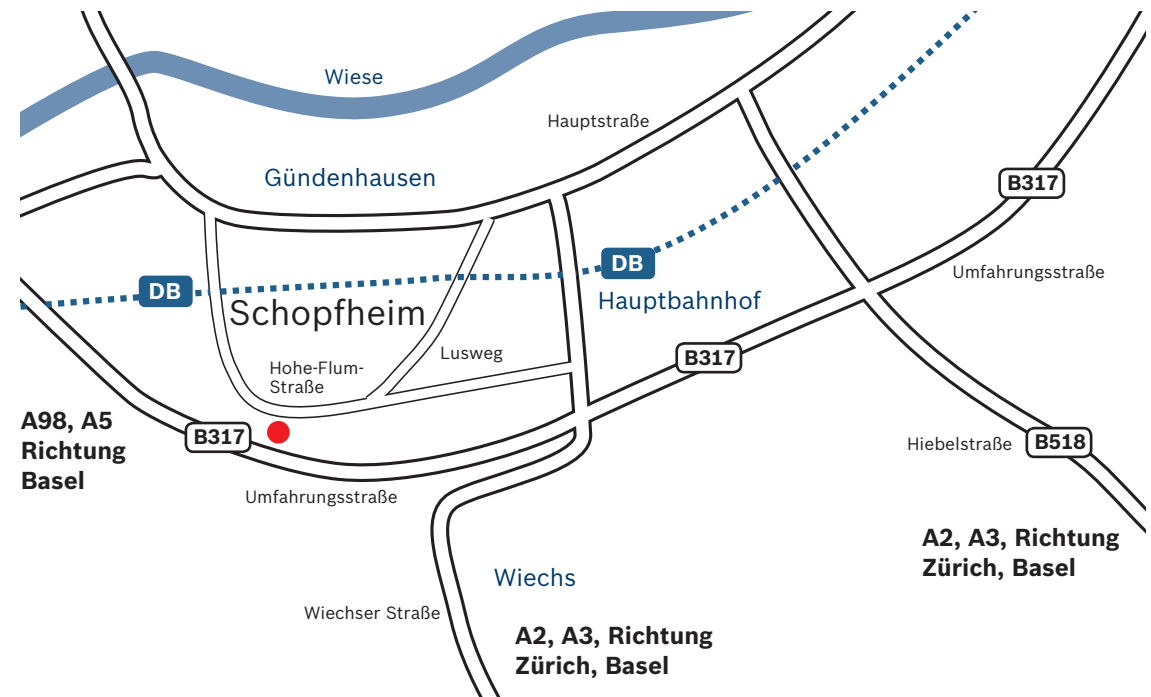 Wiese
Hauptstraße
Gündenhausen
B317
DB
Umfahrungsstraße
DB
Hauptbahnhof
Schopfheim
Lusweg
B317
Hohe-Flum-
Straße
A98, A5
Richtung
Basel
B317
Hiebelstraße
B518
Umfahrungsstraße
A2, A3, Richtung
Zürich, Basel
Wiechs
Wiechser Straße
A2, A3, Richtung
Zürich, Basel